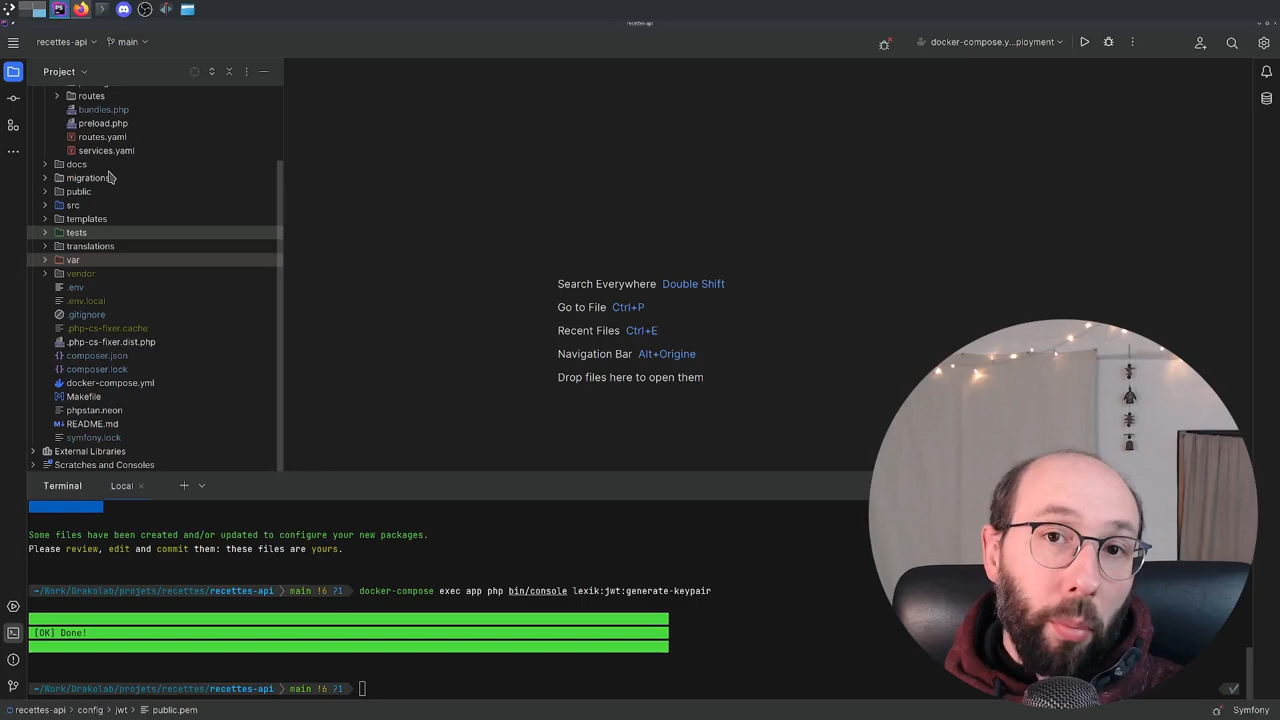 PS
recettes-api
recettes-api
main
docker-compose.y...ployment
Project
routes
bundles.php
preload.php
routes.yaml
services.yaml
docs
migrations
public
src
templates
tests
translations
var
vendor
.env
.env.local
.gitignore
.php-cs-fixer.cache
.php-cs-fixer.dist.php
composer.json
composer.lock
docker-compose.yml
Makefile
phpstan.neon
README.md
symfony.lock
External Libraries
Scratches and Consoles
Search Everywhere Double Shift
Go to File Ctrl+P
Recent Files Ctrl+E
Navigation Bar Alt+Origine
Drop files here to open them
Terminal Local
Some files have been created and/or updated to configure your new packages.
Please review, edit and commit them: these files are yours.
~/Work/Drakolab/projets/recettes/recettes-api main !6 ?1 docker-compose exec app php bin/console lexik:jwt:generate-keypair
[OK] Done!
~/Work/Drakolab/projets/recettes/recettes-api main !6 ?1
recettes-api > config > jwt > public.pem
Symfony